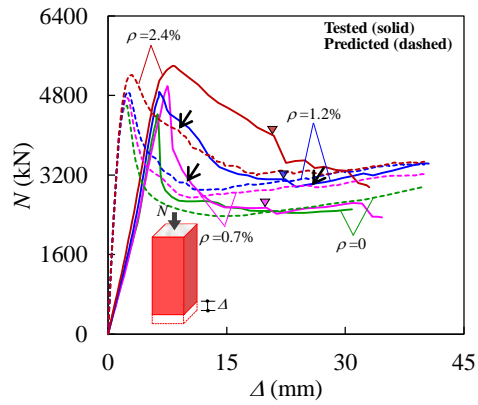 Tested (solid)
Predicted (dashed)
ρ=2.4%
ρ=1.2%
ρ=0.7%
ρ=0
N
Δ
N (kN)
6400
4800
3200
1600
0
0 15 30 45
Δ (mm)